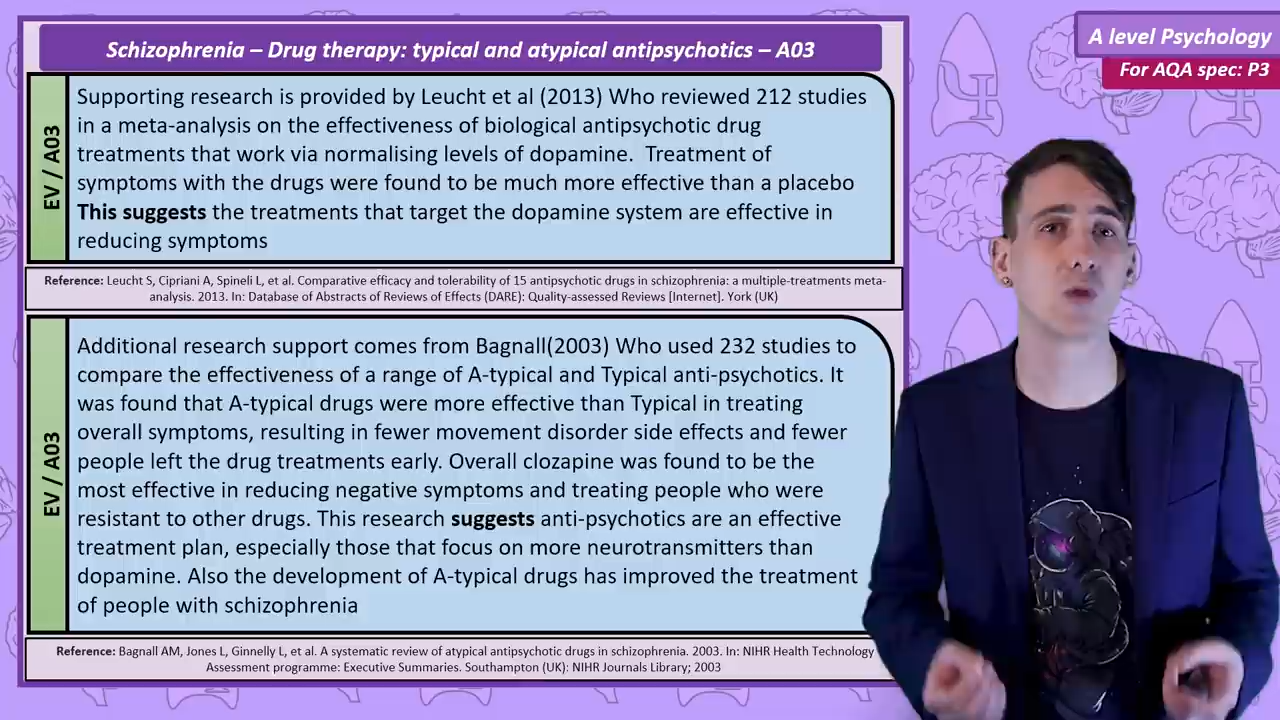 Schizophrenia – Drug therapy: typical and atypical antipsychotics – A03
A level Psychology
For AQA spec: P3
EV / A03
Supporting research is provided by Leucht et al (2013) Who reviewed 212 studies
in a meta-analysis on the effectiveness of biological antipsychotic drug
treatments that work via normalising levels of dopamine. Treatment of
symptoms with the drugs were found to be much more effective than a placebo
This suggests the treatments that target the dopamine system are effective in
reducing symptoms
Reference: Leucht S, Cipriani A, Spineli L, et al. Comparative efficacy and tolerability of 15 antipsychotic drugs in schizophrenia: a multiple-treatments meta-
analysis. 2013. In: Database of Abstracts of Reviews of Effects (DARE): Quality-assessed Reviews [Internet]. York (UK)
EV / A03
Additional research support comes from Bagnall(2003) Who used 232 studies to
compare the effectiveness of a range of A-typical and Typical anti-psychotics. It
was found that A-typical drugs were more effective than Typical in treating
overall symptoms, resulting in fewer movement disorder side effects and fewer
people left the drug treatments early. Overall clozapine was found to be the
most effective in reducing negative symptoms and treating people who were
resistant to other drugs. This research suggests anti-psychotics are an effective
treatment plan, especially those that focus on more neurotransmitters than
dopamine. Also the development of A-typical drugs has improved the treatment
of people with schizophrenia
Reference: Bagnall AM, Jones L, Ginnelly L, et al. A systematic review of atypical antipsychotic drugs in schizophrenia. 2003. In: NIHR Health Technology
Assessment programme: Executive Summaries. Southampton (UK): NIHR Journals Library; 2003